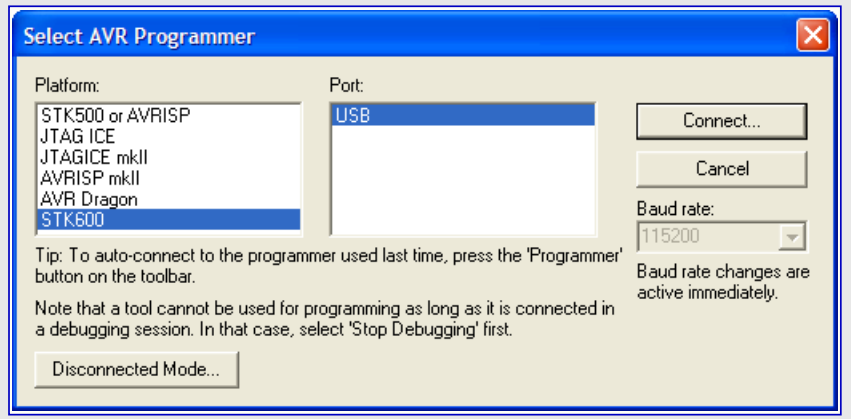 Select AVR Programmer
Platform:
Port:
STK500 or AVRISP
JTAG ICE
JTAGICE mkII
AVRISP mkII
AVR Dragon
STK600
USB
Connect...
Cancel
Baud rate:
115200
Baud rate changes are
active immediately.
Tip: To auto-connect to the programmer used last time, press the 'Programmer'
button on the toolbar.
Note that a tool cannot be used for programming as long as it is connected in
a debugging session. In that case, select 'Stop Debugging' first.
Disconnected Mode...